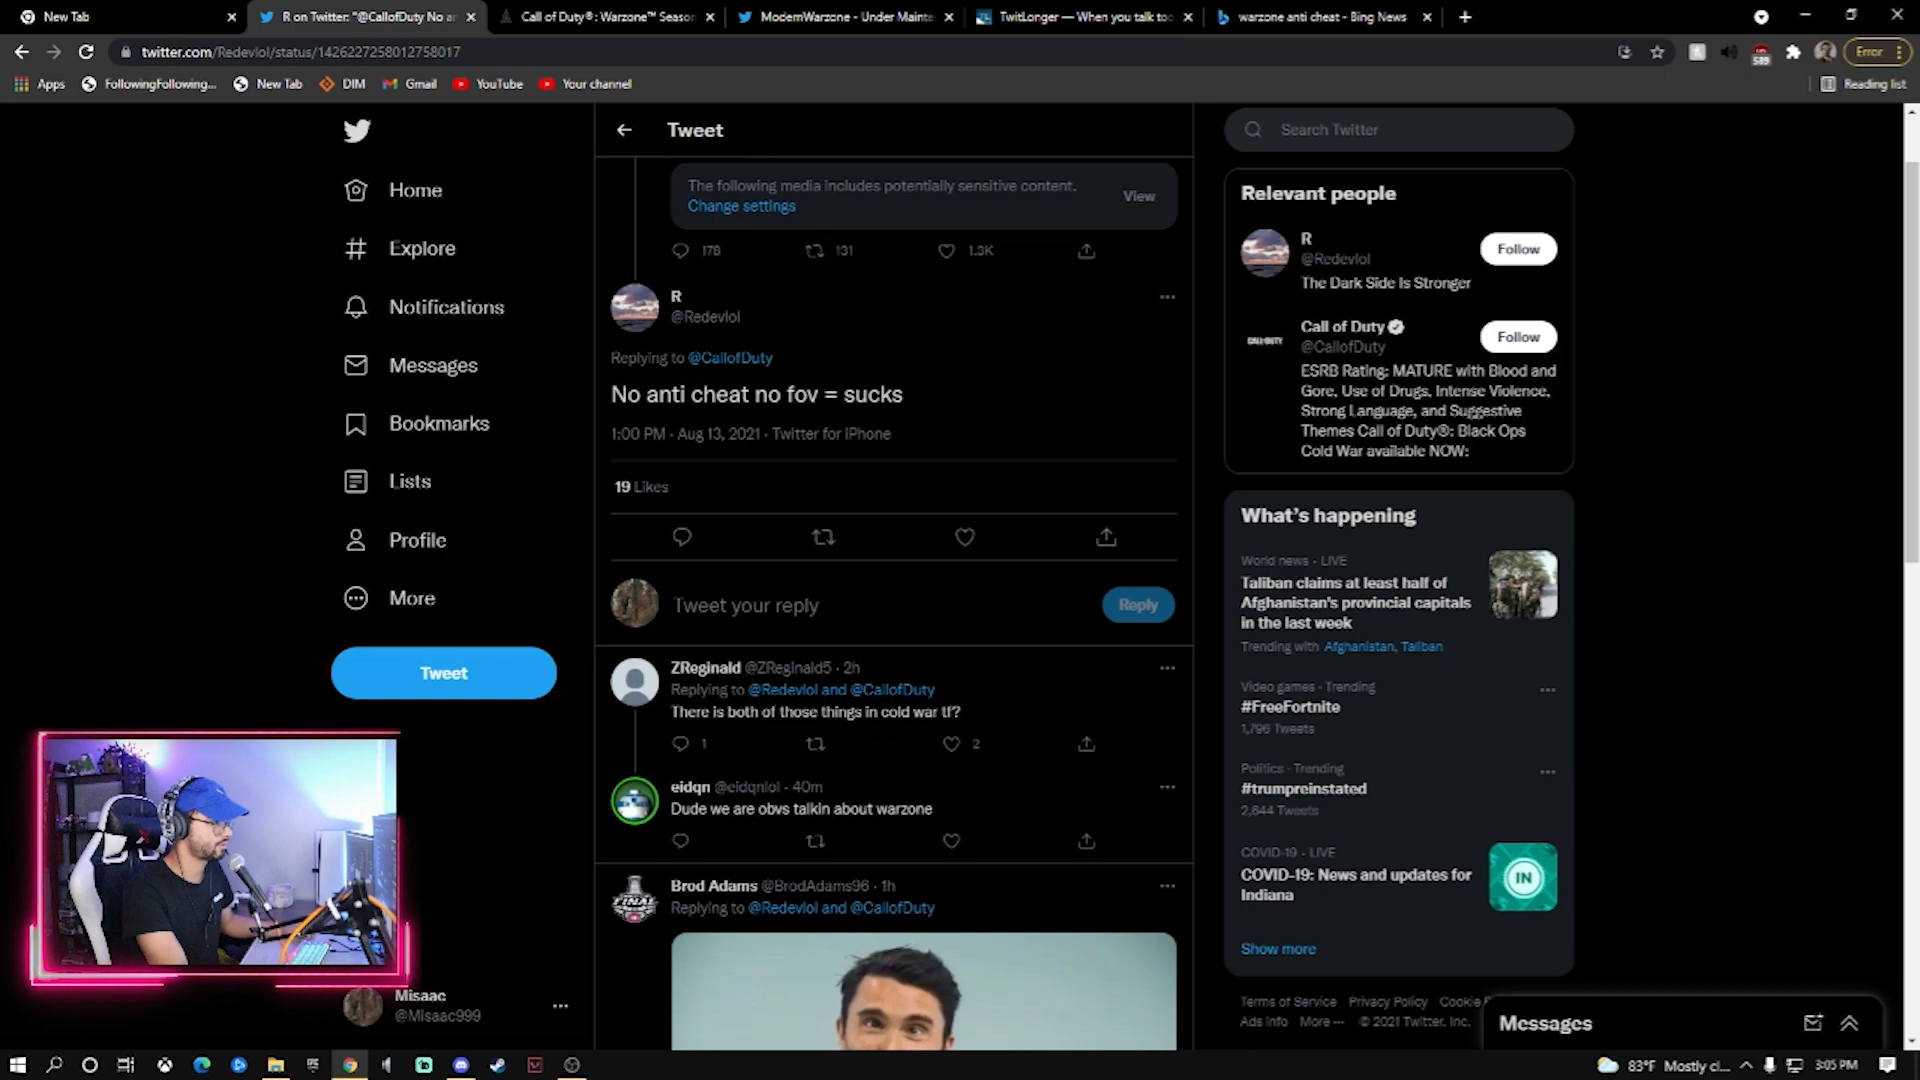 New Tab
R on Twitter: "@CallofDuty No ar
Call of Duty®: Warzone™ Season
ModernWarzone - Under Mainte
TwitLonger — When you talk too
warzone anti cheat - Bing News
twitter.com/Redevlol/status/1426227258012758017
589
Error
Apps
FollowingFollowing...
New Tab
DIM
Gmail
YouTube
Your channel
Reading list
Home
Explore
Notifications
Messages
Bookmarks
Lists
Profile
More
Tweet
Misaac
@Misaac999
Tweet
The following media includes potentially sensitive content.
Change settings
View
178
131
1.3K
R
@Redevlol
Replying to @CallofDuty
No anti cheat no fov = sucks
1:00 PM · Aug 13, 2021 · Twitter for iPhone
19 Likes
Tweet your reply
Reply
ZReginald @ZReginald5 · 2h
Replying to @Redevlol and @CallofDuty
There is both of those things in cold war tf?
1
2
eidqn @eidqnlol · 40m
Dude we are obvs talkin about warzone
Brod Adams @BrodAdams96 · 1h
Replying to @Redevlol and @CallofDuty
Search Twitter
Relevant people
R
@Redevlol
Follow
The Dark Side Is Stronger
CALL·DUTY
Call of Duty
@CallofDuty
Follow
ESRB Rating: MATURE with Blood and
Gore, Use of Drugs, Intense Violence,
Strong Language, and Suggestive
Themes Call of Duty®: Black Ops
Cold War available NOW:
What's happening
World news · LIVE
Taliban claims at least half of
Afghanistan's provincial capitals
in the last week
Trending with Afghanistan, Taliban
Video games · Trending
#FreeFortnite
1,796 Tweets
Politics · Trending
#trumpreinstated
2,644 Tweets
COVID-19 · LIVE
COVID-19: News and updates for
Indiana
IN
Show more
Terms of Service Privacy Policy Cookie
Ads info More ··· © 2021 Twitter, Inc.
Messages
83°F Mostly cl...
3:05 PM